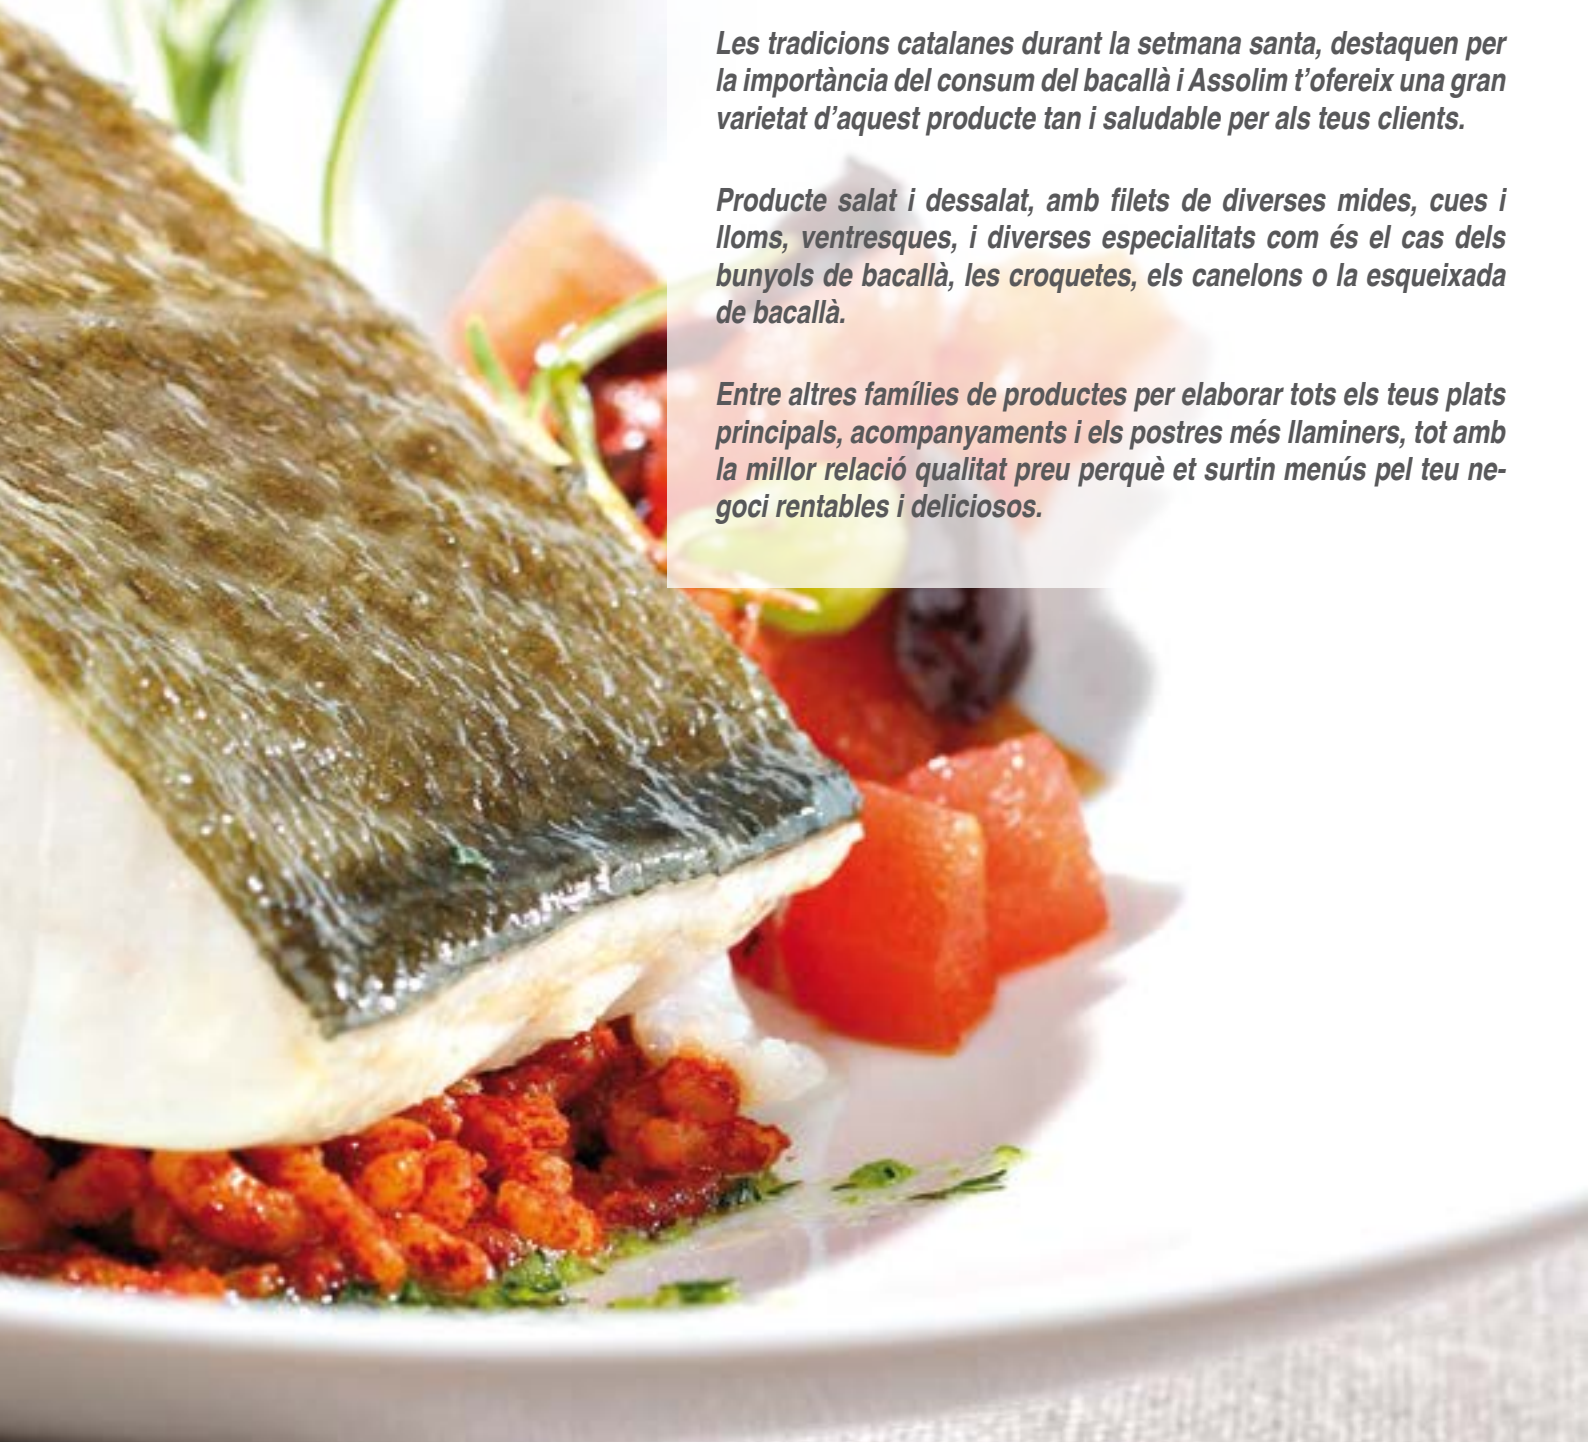 Les tradicions catalanes durant la setmana santa, destaquen per
la importància del consum del bacallà i Assolim t’ofereix una gran
varietat d’aquest producte tan i saludable per als teus clients.
Producte salat i dessalat, amb filets de diverses mides, cues i
lloms, ventresques, i diverses especialitats com és el cas dels
bunyols de bacallà, les croquetes, els canelons o la esqueixada
de bacallà.
Entre altres famílies de productes per elaborar tots els teus plats
principals, acompanyaments i els postres més llaminers, tot amb
la millor relació qualitat preu perquè et surtin menús pel teu ne-
goci rentables i deliciosos.